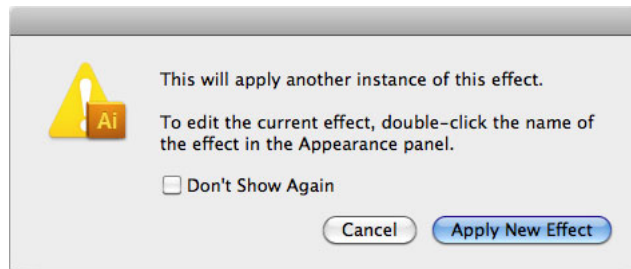 This will apply another instance of this effect.
To edit the current effect, double-click the name of
the effect in the Appearance panel.
Ai
Don't Show Again
Cancel
Apply New Effect